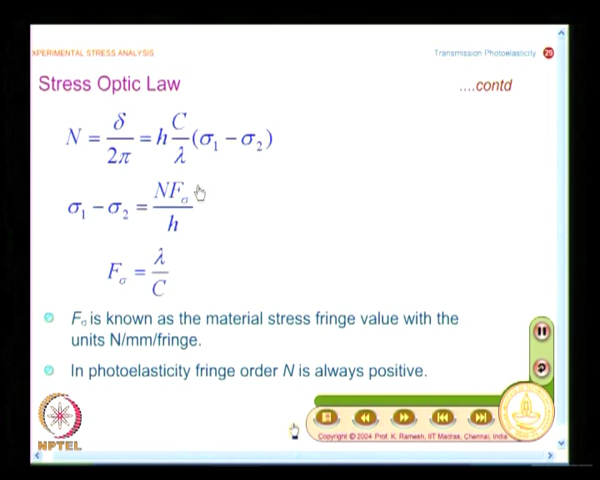 XPERIMENTAL STRESS ANALYSIS
Transmission Photoelasticity 29
Stress Optic Law
....contd
N = δ/2π = h C/λ (σ₁ − σ₂)
σ₁ − σ₂ = NFσ/h
Fσ = λ/C
Fσ is known as the material stress fringe value with the
units N/mm/fringe.
In photoelasticity fringe order N is always positive.
NPTEL
Copyright © 2004 Prof. K. Ramesh, IIT Madras, Chennai, India